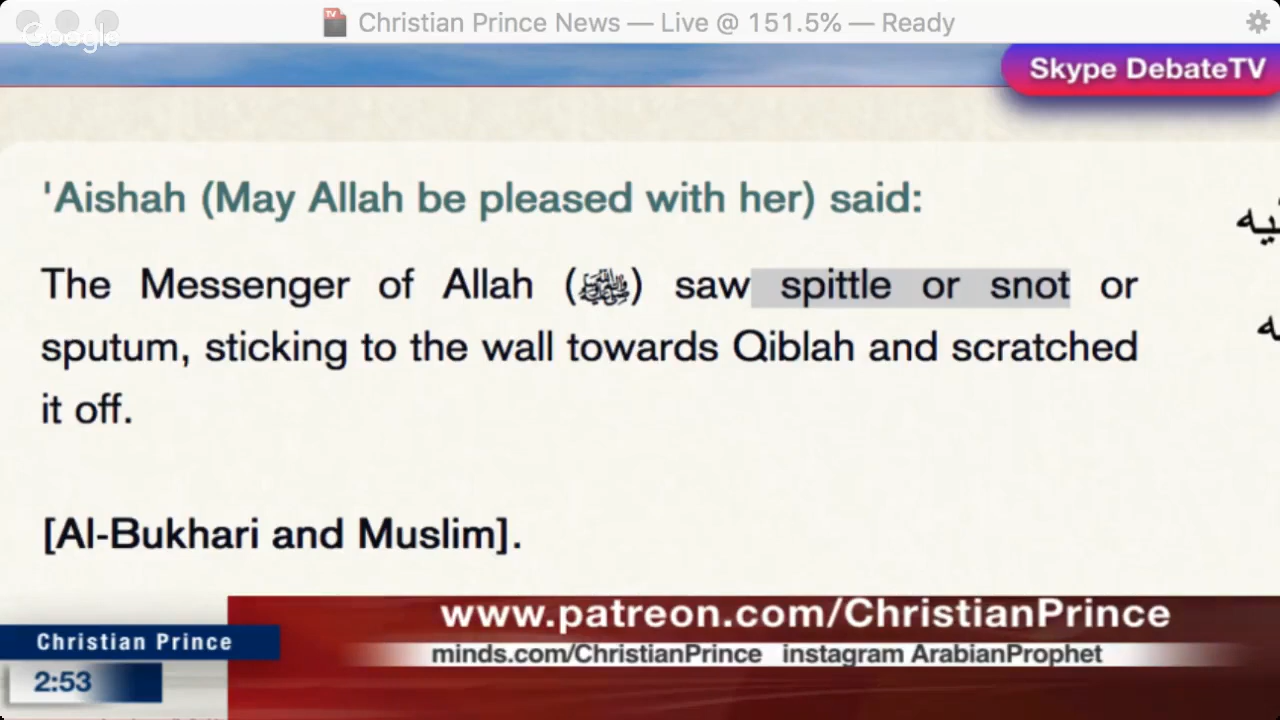 Christian Prince News — Live @ 151.5% — Ready
Google
Skype DebateTV
'Aishah (May Allah be pleased with her) said:
The Messenger of Allah (ﷺ) saw spittle or snot or
sputum, sticking to the wall towards Qiblah and scratched
it off.
[Al-Bukhari and Muslim].
www.patreon.com/ChristianPrince
Christian Prince
minds.com/ChristianPrince instagram ArabianProphet
2:53